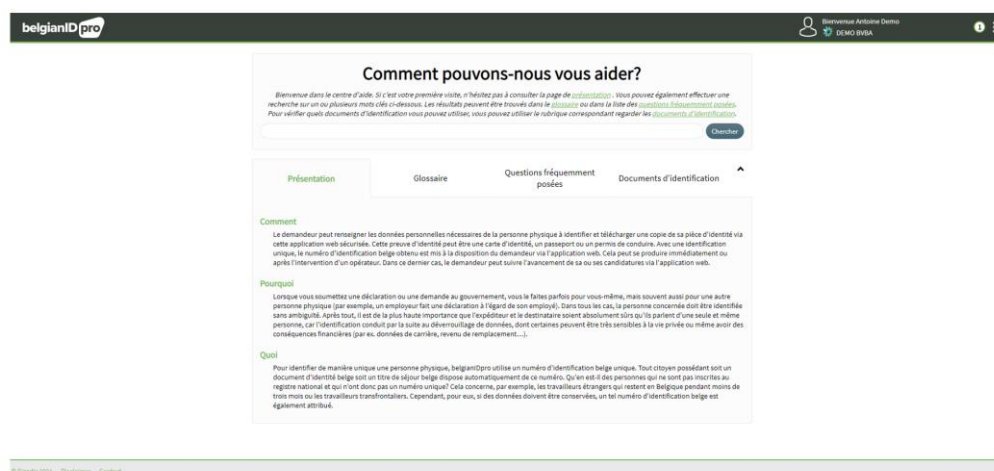 belgianID pro
Bienvenue Antoine Demo
DEMO BVBA
Comment pouvons-nous vous aider?
Bienvenue dans le centre d'aide. Si c'est votre première visite, n'hésitez pas à consulter la page de présentation . Vous pouvez également effectuer une
recherche sur un ou plusieurs mots clés ci-dessous. Les résultats peuvent être trouvés dans le glossaire ou dans la liste des questions fréquemment posées.
Pour vérifier quels documents d'identification vous pouvez utiliser, vous pouvez utiliser le rubrique correspondant regarder les documents d'identification.
Chercher
Présentation
Glossaire
Questions fréquemment
posées
Documents d'identification
Comment
Le demandeur peut renseigner les données personnelles nécessaires de la personne physique à identifier et télécharger une copie de sa pièce d'identité via
cette application web sécurisée. Cette preuve d'identité peut être une carte d'identité, un passeport ou un permis de conduire. Avec une identification
unique, le numéro d'identification belge obtenu est mis à la disposition du demandeur via l'application web. Cela peut se produire immédiatement ou
après l'intervention d'un opérateur. Dans ce dernier cas, le demandeur peut suivre l'avancement de sa ou ses candidatures via l'application web.
Pourquoi
Lorsque vous soumettez une déclaration ou une demande au gouvernement, vous le faites parfois pour vous-même, mais souvent aussi pour une autre
personne physique (par exemple, un employeur fait une déclaration à l'égard de son employé). Dans tous les cas, la personne concernée doit être identifiée
sans ambiguïté. Après tout, il est de la plus haute importance que l'expéditeur et le destinataire soient absolument sûrs qu'ils parlent d'une seule et même
personne, car l'identification conduit par la suite au déverrouillage de données, dont certaines peuvent être très sensibles à la vie privée ou même avoir des
conséquences financières (par ex. données de carrière, revenu de remplacement...).
Quoi
Pour identifier de manière unique une personne physique, belgianIDpro utilise un numéro d'identification belge unique. Tout citoyen possédant soit un
document d'identité belge soit un titre de séjour belge dispose automatiquement de ce numéro. Qu'en est-il des personnes qui ne sont pas inscrites au
registre national et qui n'ont donc pas un numéro unique? Cela concerne, par exemple, les travailleurs étrangers qui restent en Belgique pendant moins de
trois mois ou les travailleurs transfrontaliers. Cependant, pour eux, si des données doivent être conservées, un tel numéro d'identification belge est
également attribué.